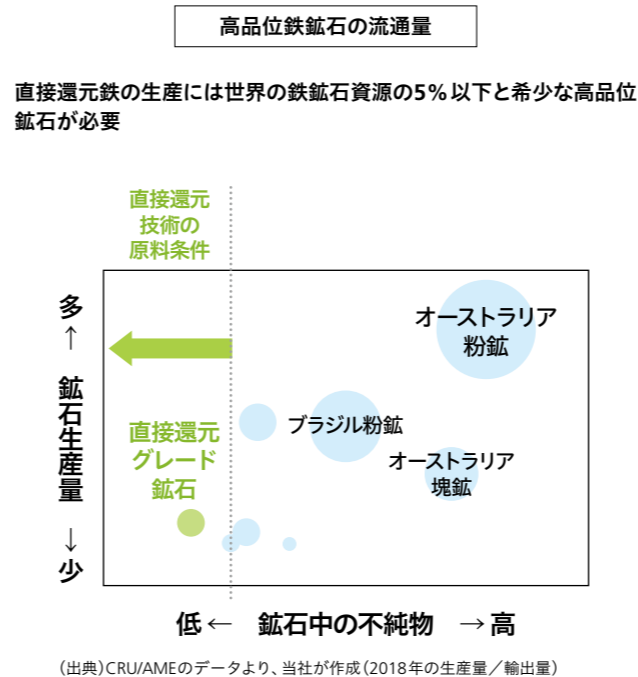 高品位鉄鉱石の流通量
直接還元鉄の生産には世界の鉄鉱石資源の5%以下と希少な高品位
鉱石が必要
直接還元
技術の
原料条件
多
↑
鉱石生産量
↓
少
オーストラリア
粉鉱
ブラジル粉鉱
オーストラリア
塊鉱
直接還元
グレード
鉱石
低← 鉱石中の不純物 →高
（出典）CRU/AMEのデータより、当社が作成（2018年の生産量／輸出量）